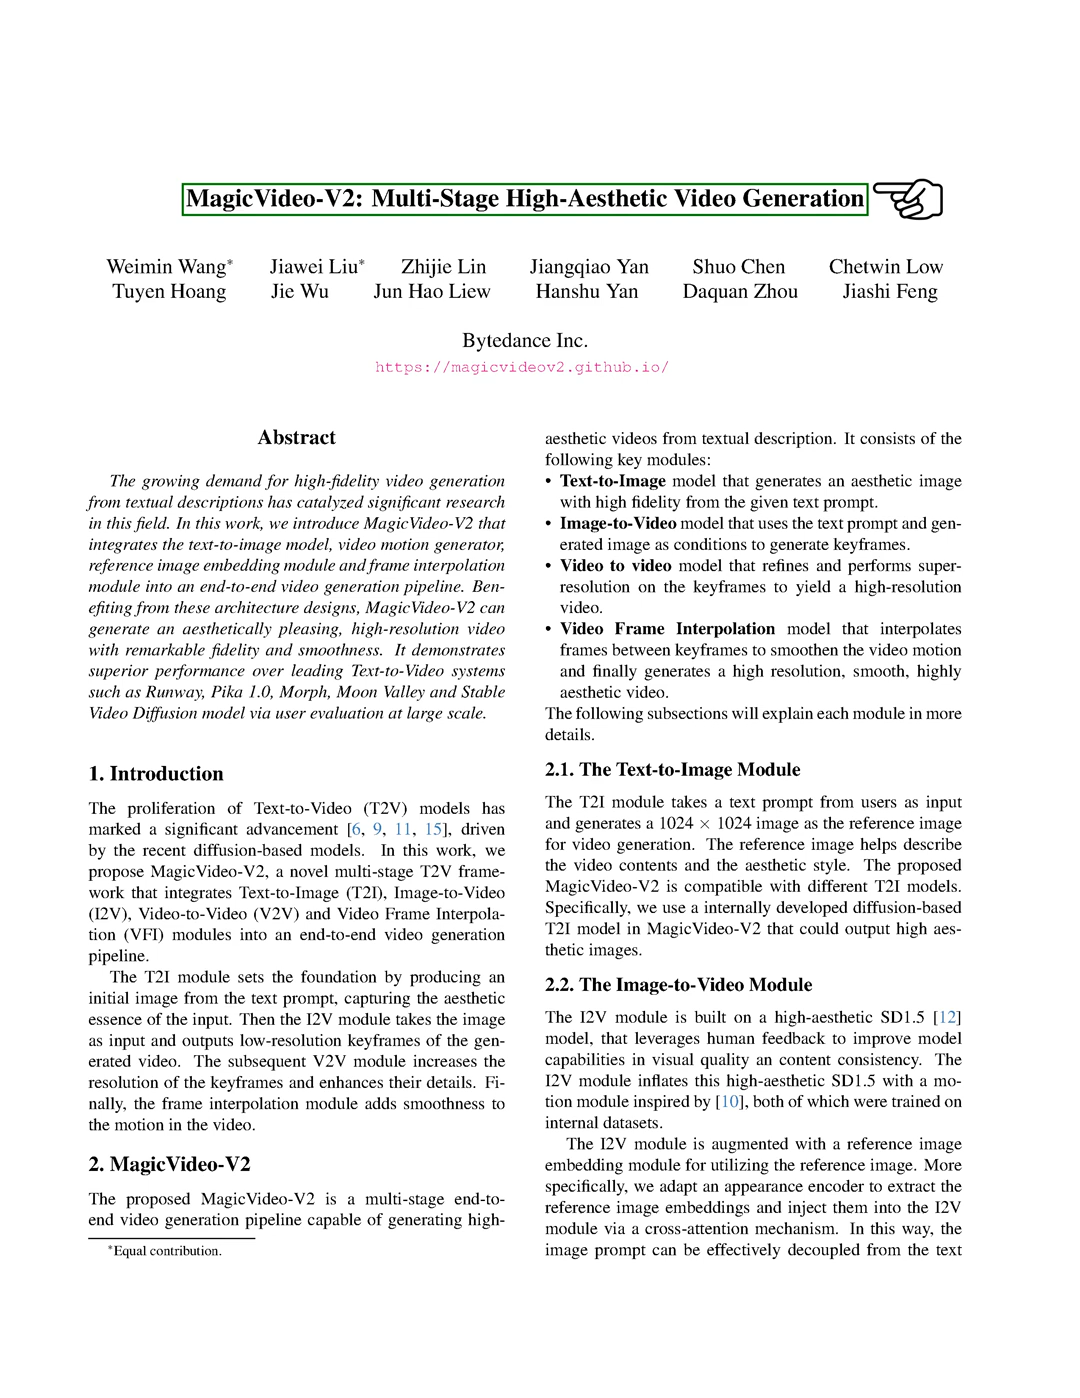 MagicVideo-V2: Multi-Stage High-Aesthetic Video Generation
Weimin Wang* Jiawei Liu* Zhijie Lin Jiangqiao Yan Shuo Chen Chetwin Low
Tuyen Hoang Jie Wu Jun Hao Liew Hanshu Yan Daquan Zhou Jiashi Feng
Bytedance Inc.
https://magicvideov2.github.io/
Abstract
The growing demand for high-fidelity video generation
from textual descriptions has catalyzed significant research
in this field. In this work, we introduce MagicVideo-V2 that
integrates the text-to-image model, video motion generator,
reference image embedding module and frame interpolation
module into an end-to-end video generation pipeline. Ben-
efiting from these architecture designs, MagicVideo-V2 can
generate an aesthetically pleasing, high-resolution video
with remarkable fidelity and smoothness. It demonstrates
superior performance over leading Text-to-Video systems
such as Runway, Pika 1.0, Morph, Moon Valley and Stable
Video Diffusion model via user evaluation at large scale.
1. Introduction
The proliferation of Text-to-Video (T2V) models has
marked a significant advancement [6, 9, 11, 15], driven
by the recent diffusion-based models. In this work, we
propose MagicVideo-V2, a novel multi-stage T2V frame-
work that integrates Text-to-Image (T2I), Image-to-Video
(I2V), Video-to-Video (V2V) and Video Frame Interpola-
tion (VFI) modules into an end-to-end video generation
pipeline.
The T2I module sets the foundation by producing an
initial image from the text prompt, capturing the aesthetic
essence of the input. Then the I2V module takes the image
as input and outputs low-resolution keyframes of the gen-
erated video. The subsequent V2V module increases the
resolution of the keyframes and enhances their details. Fi-
nally, the frame interpolation module adds smoothness to
the motion in the video.
2. MagicVideo-V2
The proposed MagicVideo-V2 is a multi-stage end-to-
end video generation pipeline capable of generating high-
*Equal contribution.
aesthetic videos from textual description. It consists of the
following key modules:
• Text-to-Image model that generates an aesthetic image
with high fidelity from the given text prompt.
• Image-to-Video model that uses the text prompt and gen-
erated image as conditions to generate keyframes.
• Video to video model that refines and performs super-
resolution on the keyframes to yield a high-resolution
video.
• Video Frame Interpolation model that interpolates
frames between keyframes to smoothen the video motion
and finally generates a high resolution, smooth, highly
aesthetic video.
The following subsections will explain each module in more
details.
2.1. The Text-to-Image Module
The T2I module takes a text prompt from users as input
and generates a 1024 × 1024 image as the reference image
for video generation. The reference image helps describe
the video contents and the aesthetic style. The proposed
MagicVideo-V2 is compatible with different T2I models.
Specifically, we use a internally developed diffusion-based
T2I model in MagicVideo-V2 that could output high aes-
thetic images.
2.2. The Image-to-Video Module
The I2V module is built on a high-aesthetic SD1.5 [12]
model, that leverages human feedback to improve model
capabilities in visual quality an content consistency. The
I2V module inflates this high-aesthetic SD1.5 with a mo-
tion module inspired by [10], both of which were trained on
internal datasets.
The I2V module is augmented with a reference image
embedding module for utilizing the reference image. More
specifically, we adapt an appearance encoder to extract the
reference image embeddings and inject them into the I2V
module via a cross-attention mechanism. In this way, the
image prompt can be effectively decoupled from the text